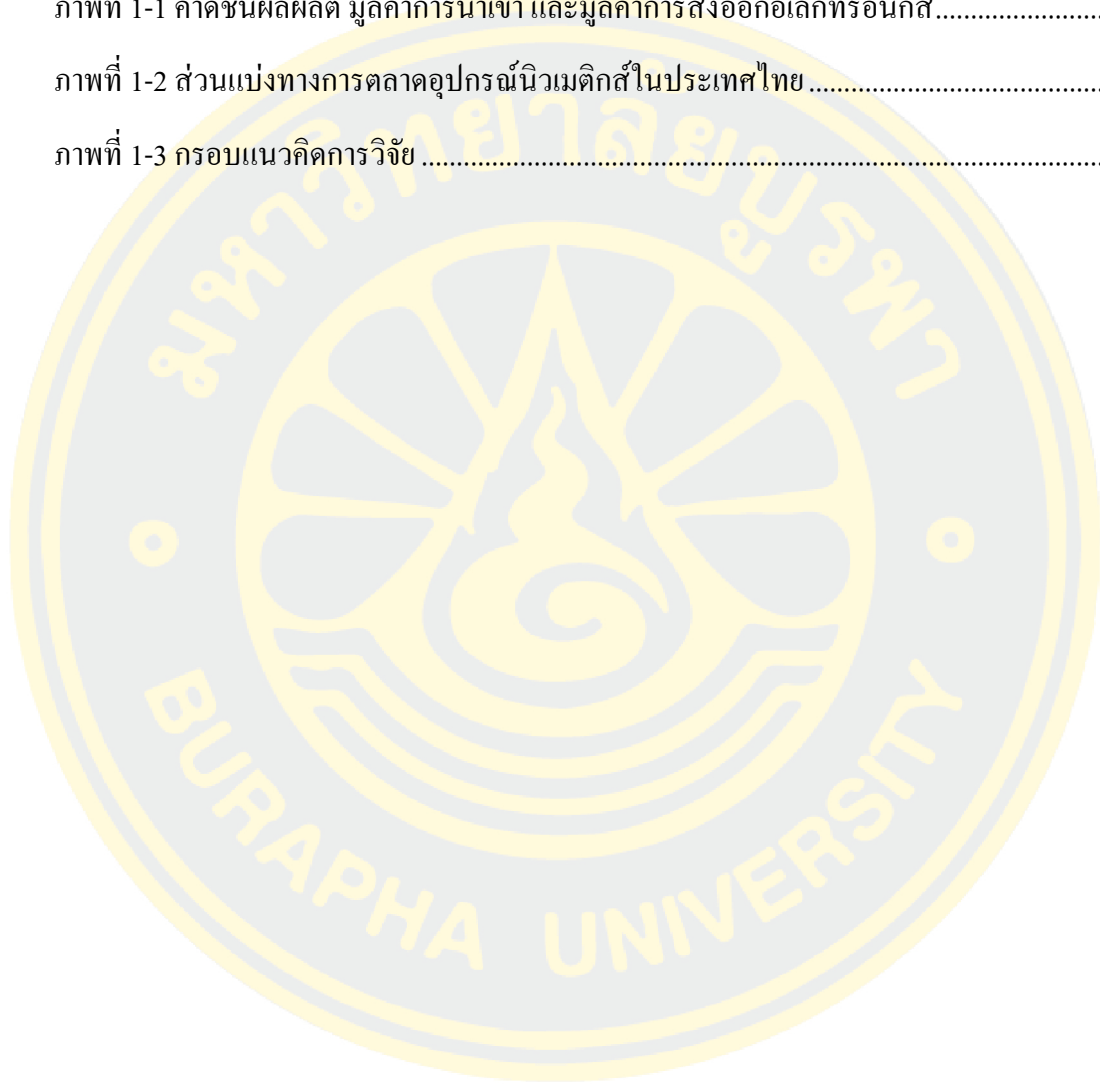 ภาพที่ 1-1 ค่าดัชนีผลผลิต มูลค่าการนำเข้า และมูลค่าการส่งออกอิเล็กทรอนิกส์
ภาพที่ 1-2 ส่วนแบ่งทางการตลาดอุปกรณ์นิวเมติกส์ในประเทศไทย
ภาพที่ 1-3 กรอบแนวคิดการวิจัย
มหาวิทยาลัยบูรพา
BURAPHA UNIVERSITY